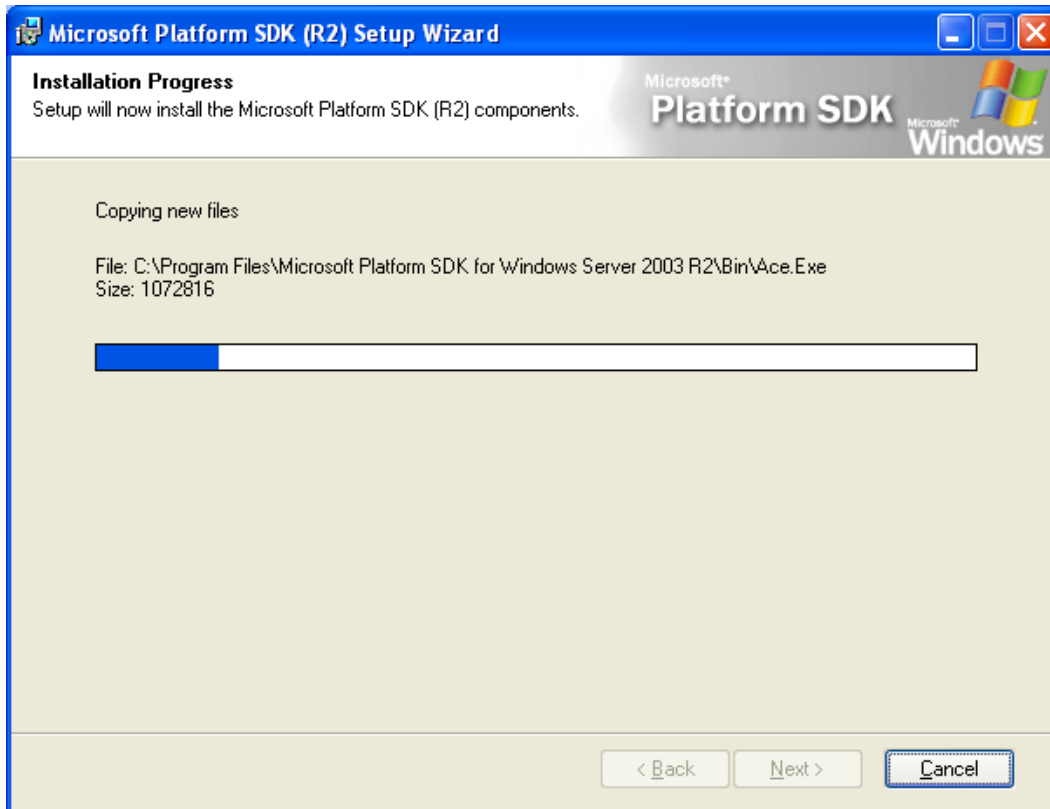 Microsoft Platform SDK (R2) Setup Wizard
Installation Progress
Setup will now install the Microsoft Platform SDK (R2) components.
Microsoft
Platform SDK
Microsoft
Windows
Copying new files
File: C:\Program Files\Microsoft Platform SDK for Windows Server 2003 R2\Bin\Ace.Exe
Size: 1072816
< Back
Next >
Cancel